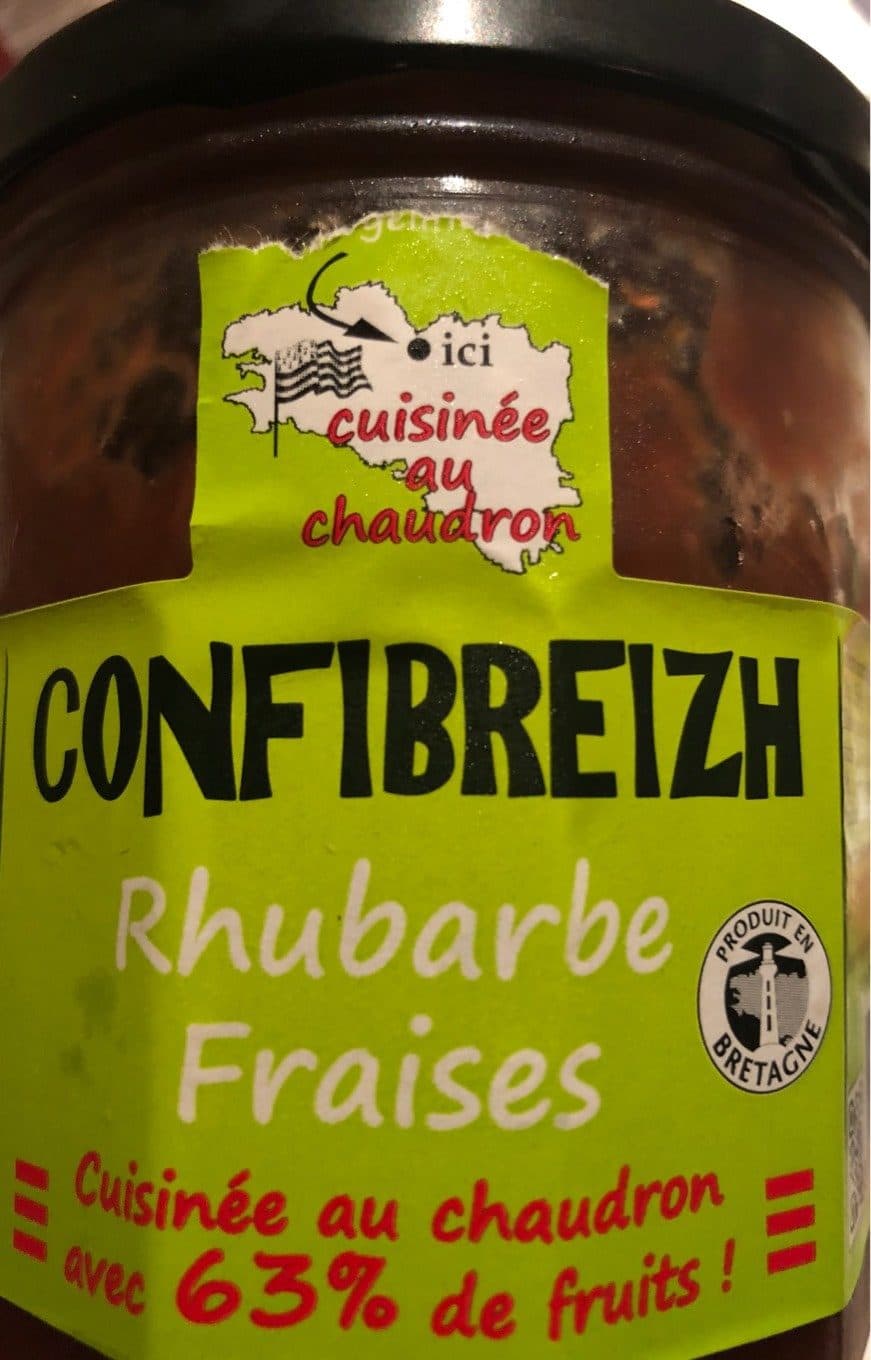 ici
cuisinée
au
chaudron
CONFIBREIZH
Rhubarbe
Fraises
PRODUIT EN
BRETAGNE
Cuisinée au chaudron
avec 63% de fruits !